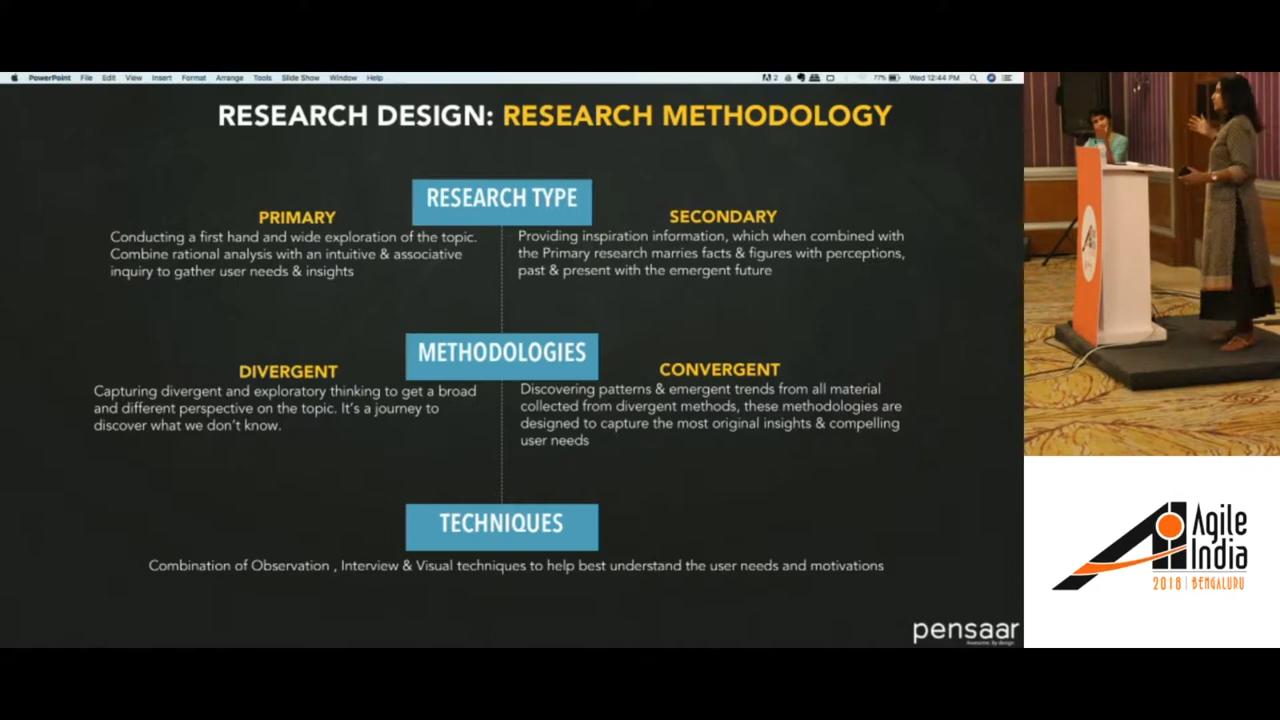 PowerPoint File Edit View Insert Format Arrange Tools Slide Show Window Help
77% Wed 12:44 PM
RESEARCH DESIGN: RESEARCH METHODOLOGY
RESEARCH TYPE
PRIMARY
Conducting a first hand and wide exploration of the topic.
Combine rational analysis with an intuitive & associative
inquiry to gather user needs & insights
SECONDARY
Providing inspiration information, which when combined with
the Primary research marries facts & figures with perceptions,
past & present with the emergent future
METHODOLOGIES
DIVERGENT
Capturing divergent and exploratory thinking to get a broad
and different perspective on the topic. It's a journey to
discover what we don't know.
CONVERGENT
Discovering patterns & emergent trends from all material
collected from divergent methods, these methodologies are
designed to capture the most original insights & compelling
user needs
TECHNIQUES
Combination of Observation , Interview & Visual techniques to help best understand the user needs and motivations
pensaar
Awesome. By design.
Agile
India
2018 | BENGALURU